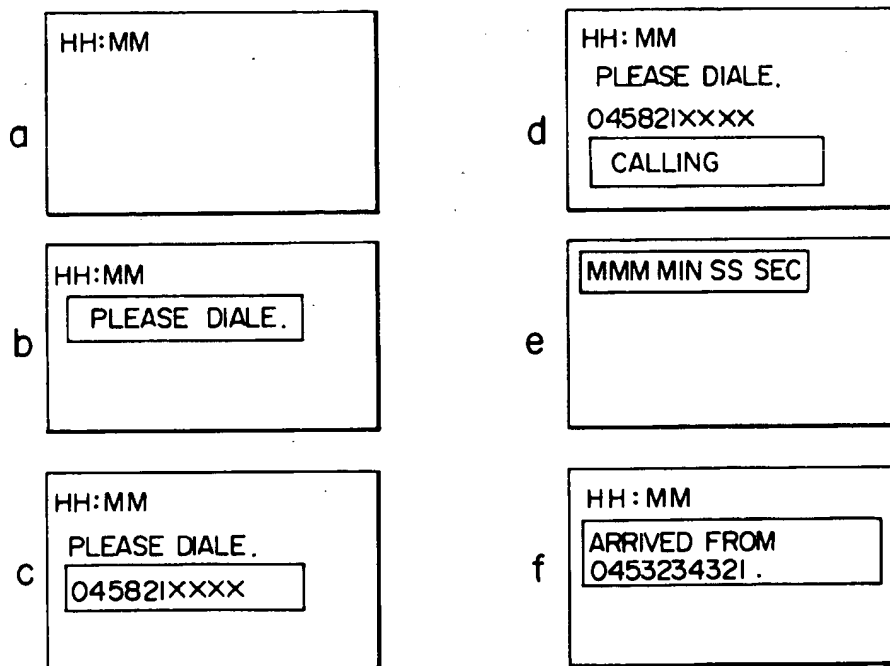 a
HH:MM
b
HH:MM
PLEASE DIALE.
c
HH:MM
PLEASE DIALE.
045821XXXX
d
HH:MM
PLEASE DIALE.
045821XXXX
CALLING
e
MMM MIN SS SEC
f
HH:MM
ARRIVED FROM
0453234321.